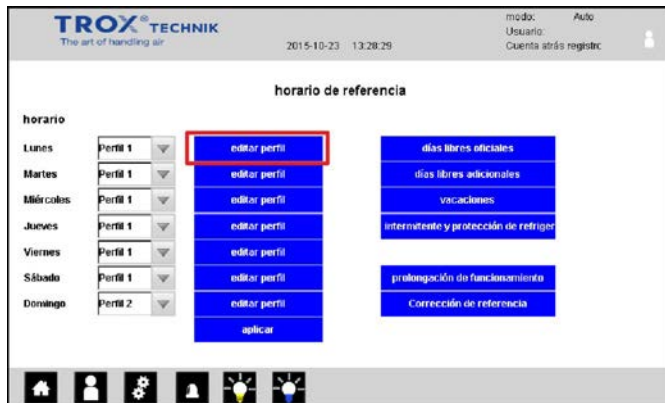 TROX® TECHNIK
The art of handling air
2015-10-23 13:28:29
modo: Auto
Usuario:
Cuenta atrás registrc
horario de referencia
horario
Lunes Perfil 1 editar perfil días libres oficiales
Martes Perfil 1 editar perfil días libres adicionales
Miércoles Perfil 1 editar perfil vacaciones
Jueves Perfil 1 editar perfil intermitente y protección de refriger
Viernes Perfil 1 editar perfil
Sábado Perfil 1 editar perfil prolongación de funcionamiento
Domingo Perfil 2 editar perfil Corrección de referencia
aplicar